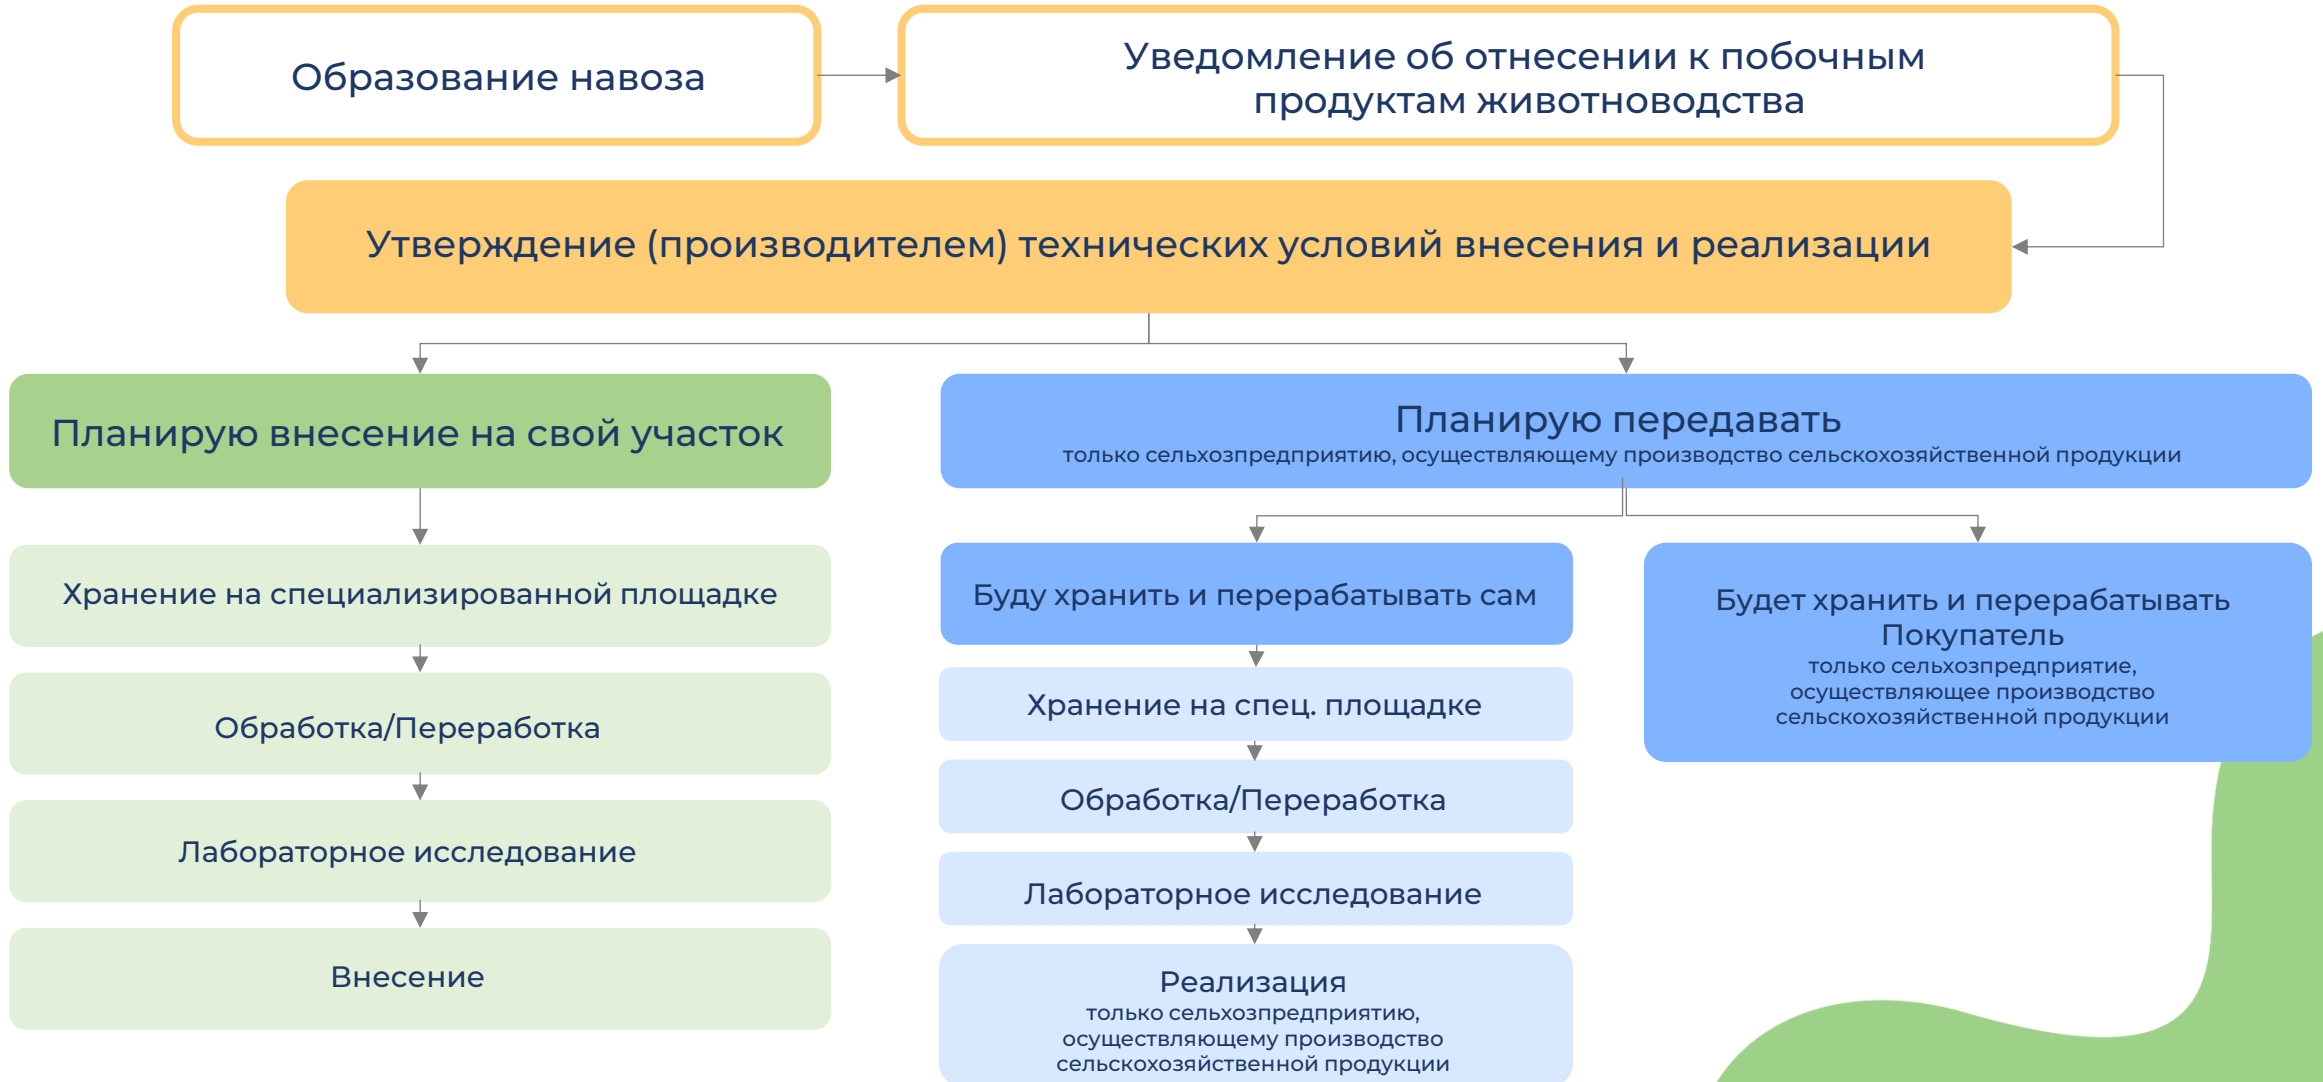 Образование навоза
Уведомление об отнесении к побочным
продуктам животноводства
Утверждение (производителем) технических условий внесения и реализации
Планирую внесение на свой участок
Хранение на специализированной площадке
Обработка/Переработка
Лабораторное исследование
Внесение
Планирую передавать
только сельхозпредприятию, осуществляющему производство сельскохозяйственной продукции
Буду хранить и перерабатывать сам
Хранение на спец. площадке
Обработка/Переработка
Лабораторное исследование
Реализация
только сельхозпредприятию,
осуществляющему производство
сельскохозяйственной продукции
Будет хранить и перерабатывать
Покупатель
только сельхозпредприятие,
осуществляющее производство
сельскохозяйственной продукции